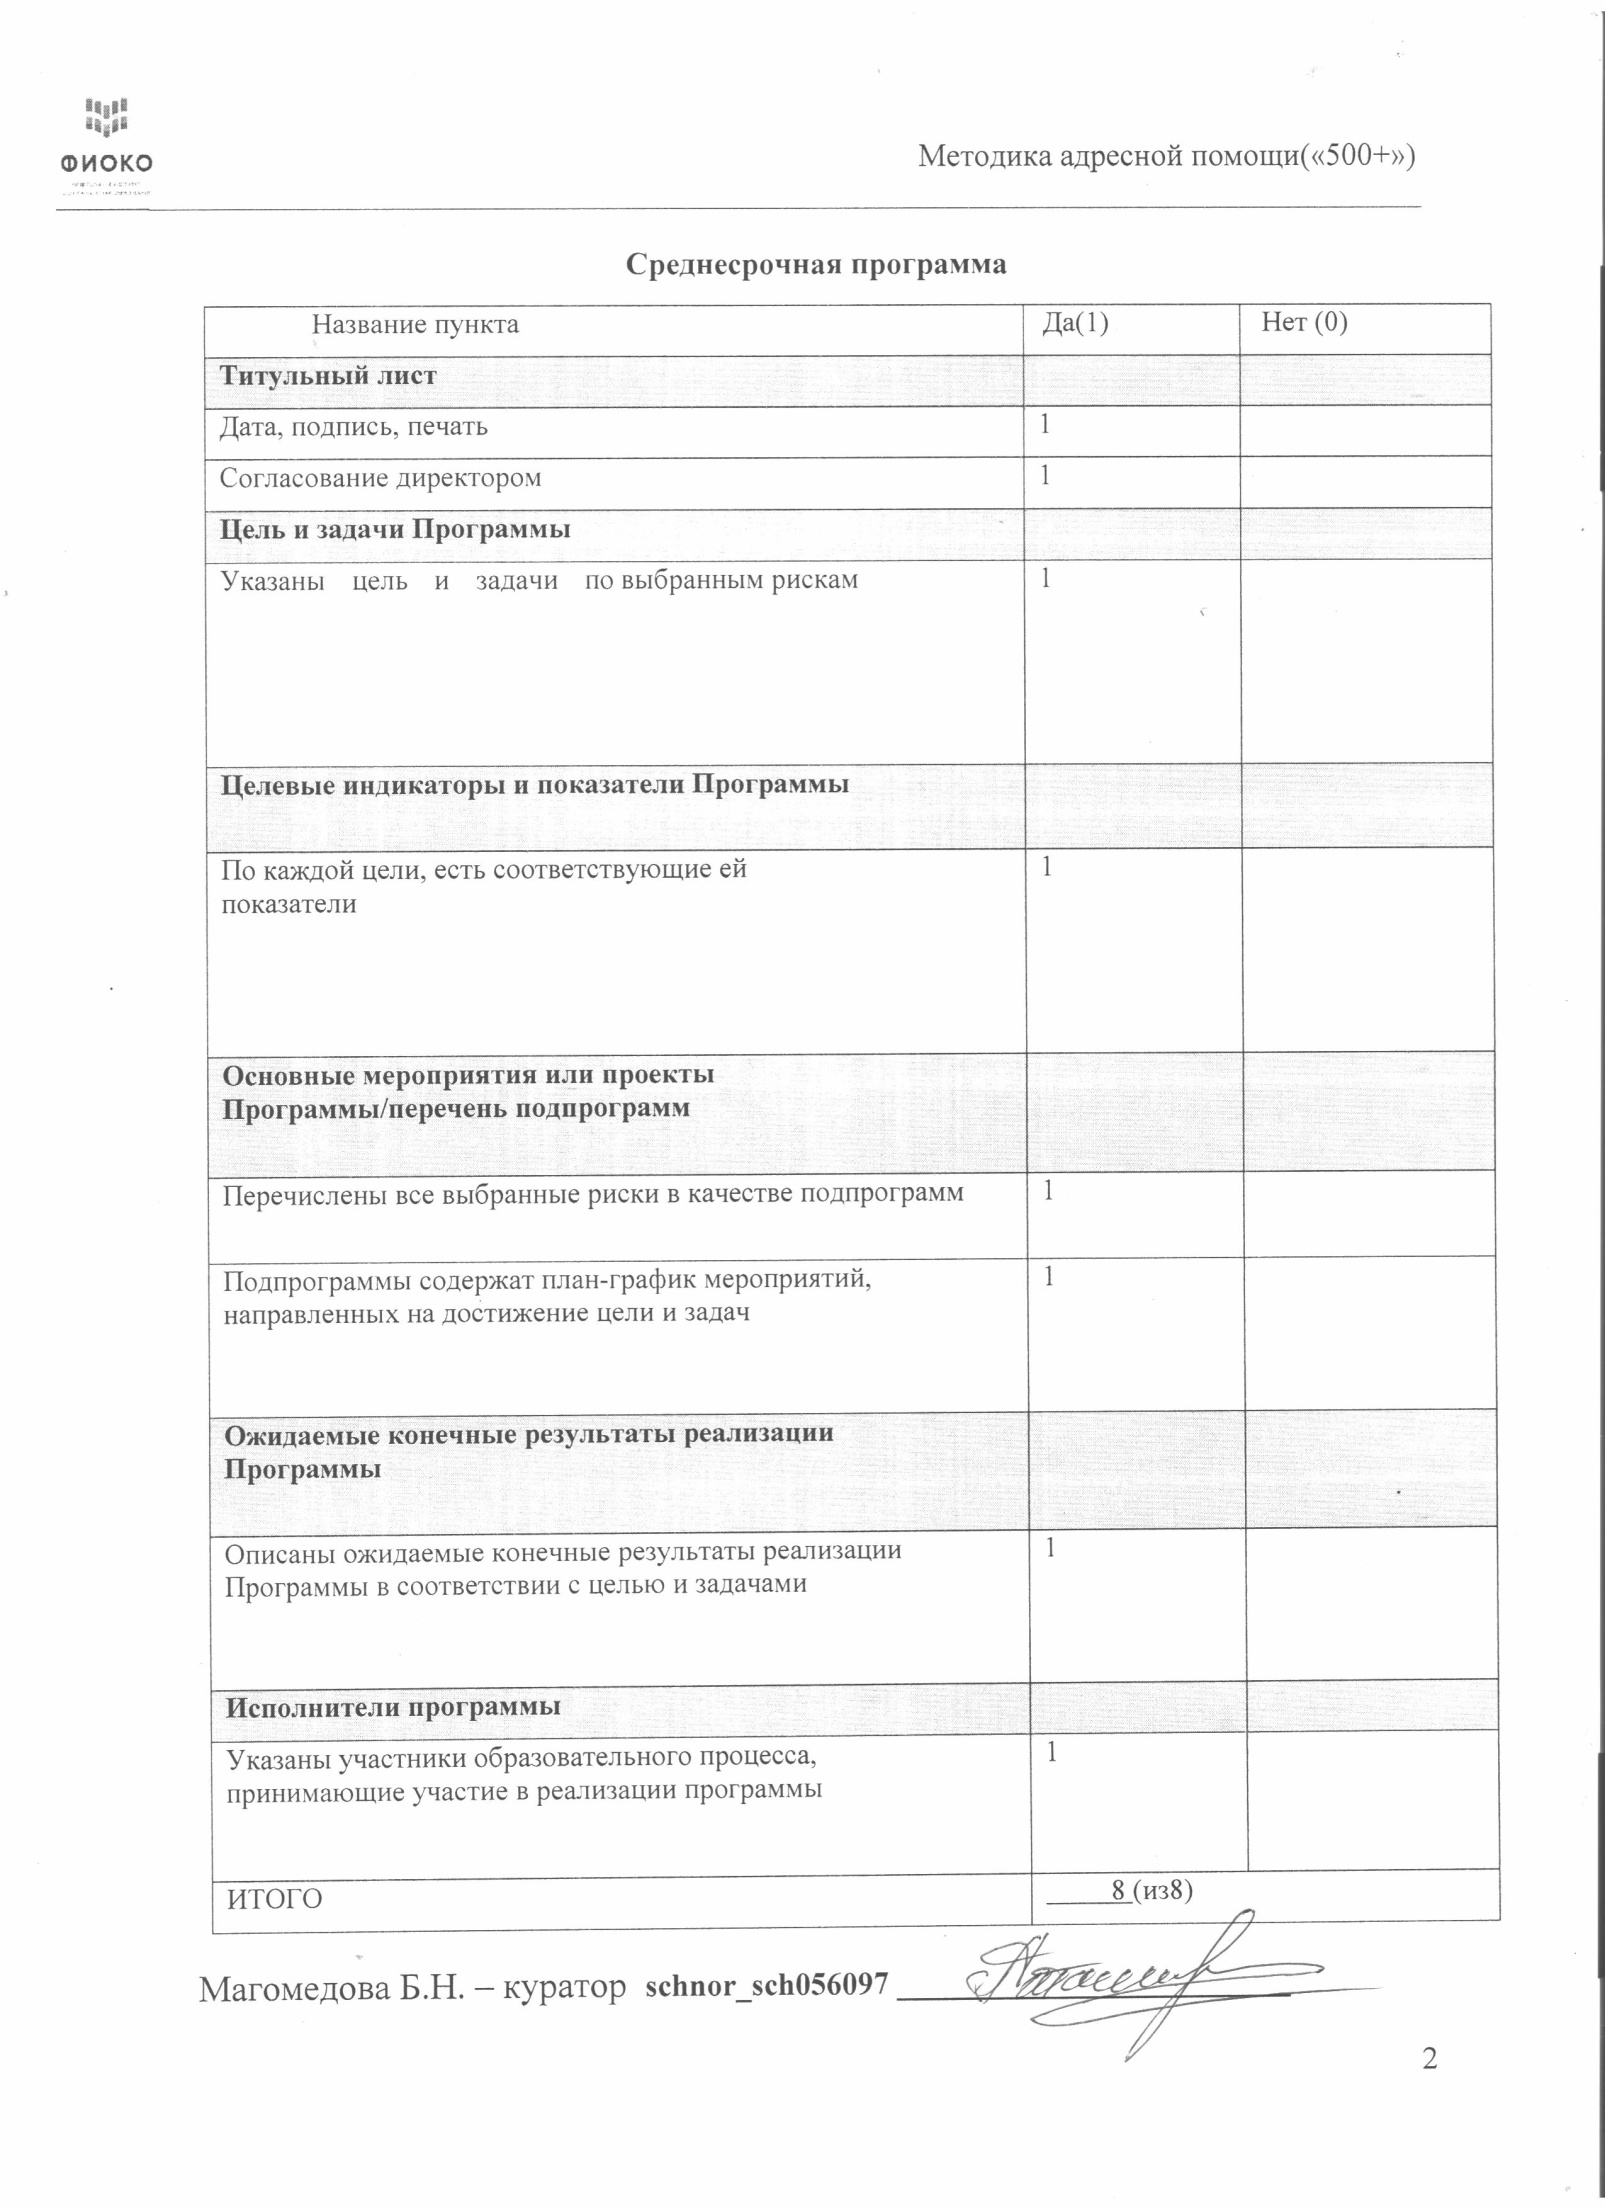 ФИОКО
Методика адресной помощи(«500+»)
Среднесрочная программа
Название пункта Да(1) Нет (0)
Титульный лист
Дата, подпись, печать 1
Согласование директором 1
Цель и задачи Программы
Указаны цель и задачи по выбранным рискам 1
Целевые индикаторы и показатели Программы
По каждой цели, есть соответствующие ей 1
показатели
Основные мероприятия или проекты
Программы/перечень подпрограмм
Перечислены все выбранные риски в качестве подпрограмм 1
Подпрограммы содержат план-график мероприятий, 1
направленных на достижение цели и задач
Ожидаемые конечные результаты реализации
Программы
Описаны ожидаемые конечные результаты реализации 1
Программы в соответствии с целью и задачами
Исполнители программы
Указаны участники образовательного процесса, 1
принимающие участие в реализации программы
ИТОГО 8 (из8)
Магомедова Б.Н. – куратор schnor_sch056097
2